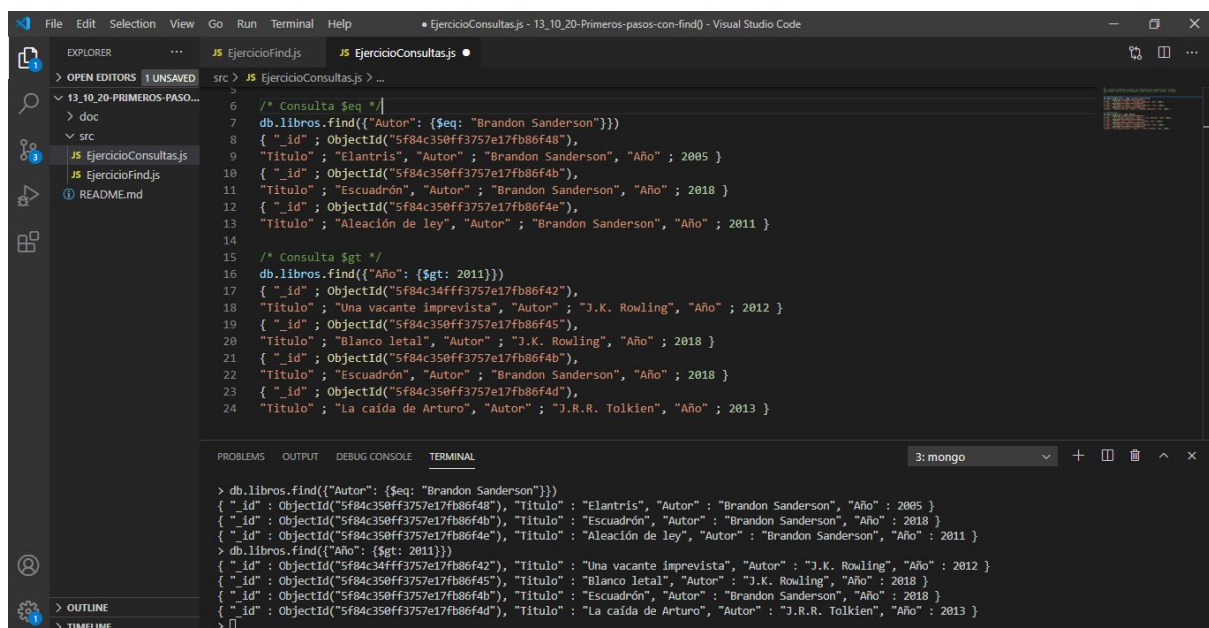 File Edit Selection View Go Run Terminal Help ● EjercicioConsultas.js - 13_10_20-Primeros-pasos-con-find() - Visual Studio Code
EXPLORER ···
JS EjercicioFind.js JS EjercicioConsultas.js ●
> OPEN EDITORS 1 UNSAVED
src > JS EjercicioConsultas.js > ...
13_10_20-PRIMEROS-PASO...
> doc
src
JS EjercicioConsultas.js
JS EjercicioFind.js
README.md
1
3
5
6 /* Consulta $eq */
7 db.libros.find({"Autor": {$eq: "Brandon Sanderson"}})
8 { "_id" ; ObjectId("5f84c350ff3757e17fb86f48"),
9 "Titulo" ; "Elantris", "Autor" ; "Brandon Sanderson", "Año" ; 2005 }
10 { "_id" ; ObjectId("5f84c350ff3757e17fb86f4b"),
11 "Titulo" ; "Escuadrón", "Autor" ; "Brandon Sanderson", "Año" ; 2018 }
12 { "_id" ; ObjectId("5f84c350ff3757e17fb86f4e"),
13 "Titulo" ; "Aleación de ley", "Autor" ; "Brandon Sanderson", "Año" ; 2011 }
14
15 /* Consulta $gt */
16 db.libros.find({"Año": {$gt: 2011}})
17 { "_id" ; ObjectId("5f84c34fff3757e17fb86f42"),
18 "Titulo" ; "Una vacante imprevista", "Autor" ; "J.K. Rowling", "Año" ; 2012 }
19 { "_id" ; ObjectId("5f84c350ff3757e17fb86f45"),
20 "Titulo" ; "Blanco letal", "Autor" ; "J.K. Rowling", "Año" ; 2018 }
21 { "_id" ; ObjectId("5f84c350ff3757e17fb86f4b"),
22 "Titulo" ; "Escuadrón", "Autor" ; "Brandon Sanderson", "Año" ; 2018 }
23 { "_id" ; ObjectId("5f84c350ff3757e17fb86f4d"),
24 "Titulo" ; "La caída de Arturo", "Autor" ; "J.R.R. Tolkien", "Año" ; 2013 }
PROBLEMS OUTPUT DEBUG CONSOLE TERMINAL 3: mongo
> db.libros.find({"Autor": {$eq: "Brandon Sanderson"}})
{ "_id" : ObjectId("5f84c350ff3757e17fb86f48"), "Titulo" : "Elantris", "Autor" : "Brandon Sanderson", "Año" : 2005 }
{ "_id" : ObjectId("5f84c350ff3757e17fb86f4b"), "Titulo" : "Escuadrón", "Autor" : "Brandon Sanderson", "Año" : 2018 }
{ "_id" : ObjectId("5f84c350ff3757e17fb86f4e"), "Titulo" : "Aleación de ley", "Autor" : "Brandon Sanderson", "Año" : 2011 }
> db.libros.find({"Año": {$gt: 2011}})
{ "_id" : ObjectId("5f84c34fff3757e17fb86f42"), "Titulo" : "Una vacante imprevista", "Autor" : "J.K. Rowling", "Año" : 2012 }
{ "_id" : ObjectId("5f84c350ff3757e17fb86f45"), "Titulo" : "Blanco letal", "Autor" : "J.K. Rowling", "Año" : 2018 }
{ "_id" : ObjectId("5f84c350ff3757e17fb86f4b"), "Titulo" : "Escuadrón", "Autor" : "Brandon Sanderson", "Año" : 2018 }
{ "_id" : ObjectId("5f84c350ff3757e17fb86f4d"), "Titulo" : "La caída de Arturo", "Autor" : "J.R.R. Tolkien", "Año" : 2013 }
>
> OUTLINE
1
> TIMELINE